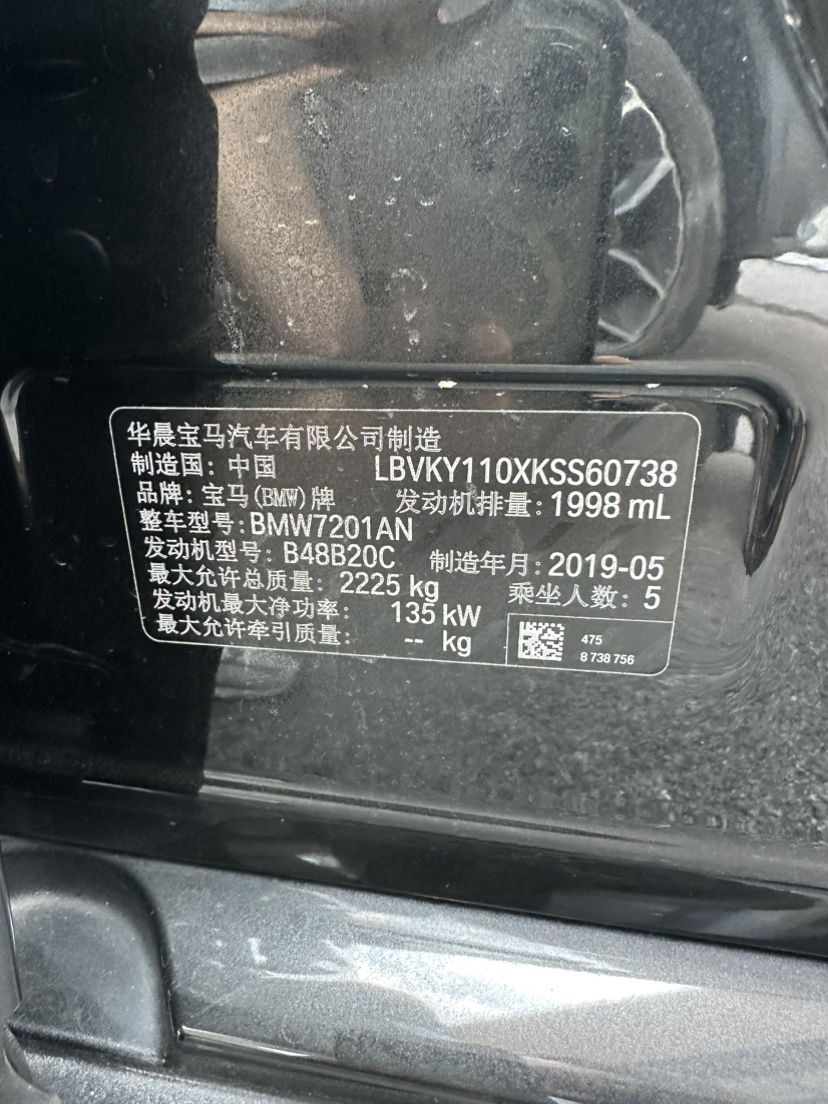 华晨宝马汽车有限公司制造
制造国: 中国 LBVKY110XKSS60738
品牌: 宝马(BMW)牌 发动机排量: 1998 mL
整车型号: BMW7201AN
发动机型号: B48B20C 制造年月: 2019-05
最大允许总质量: 2225 kg 乘坐人数: 5
发动机最大净功率: 135 kW
最大允许牵引质量: -- kg
475
8 738 756